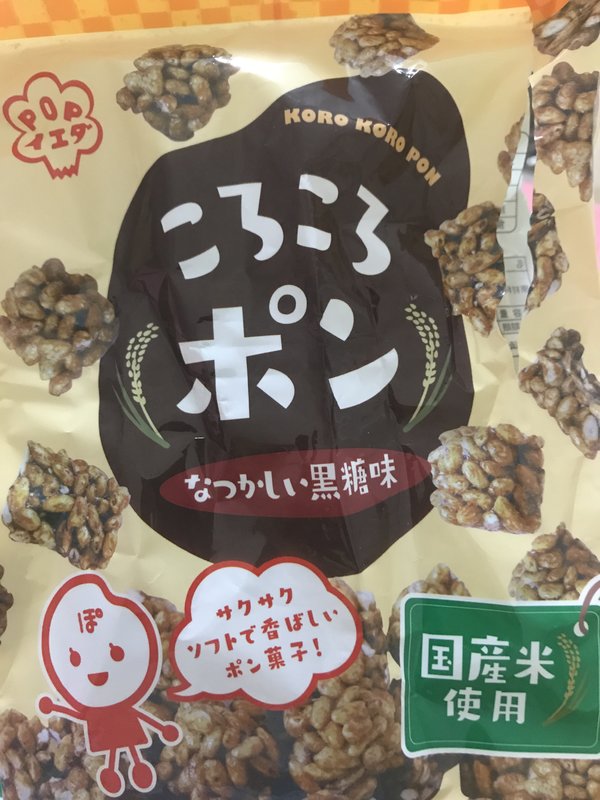 POP
イエダ
KORO KORO PON
ころころ
ポン
なつかしい黒糖味
サクサク
ソフトで香ばしい
ポン菓子!
ぽ
国産米
使用